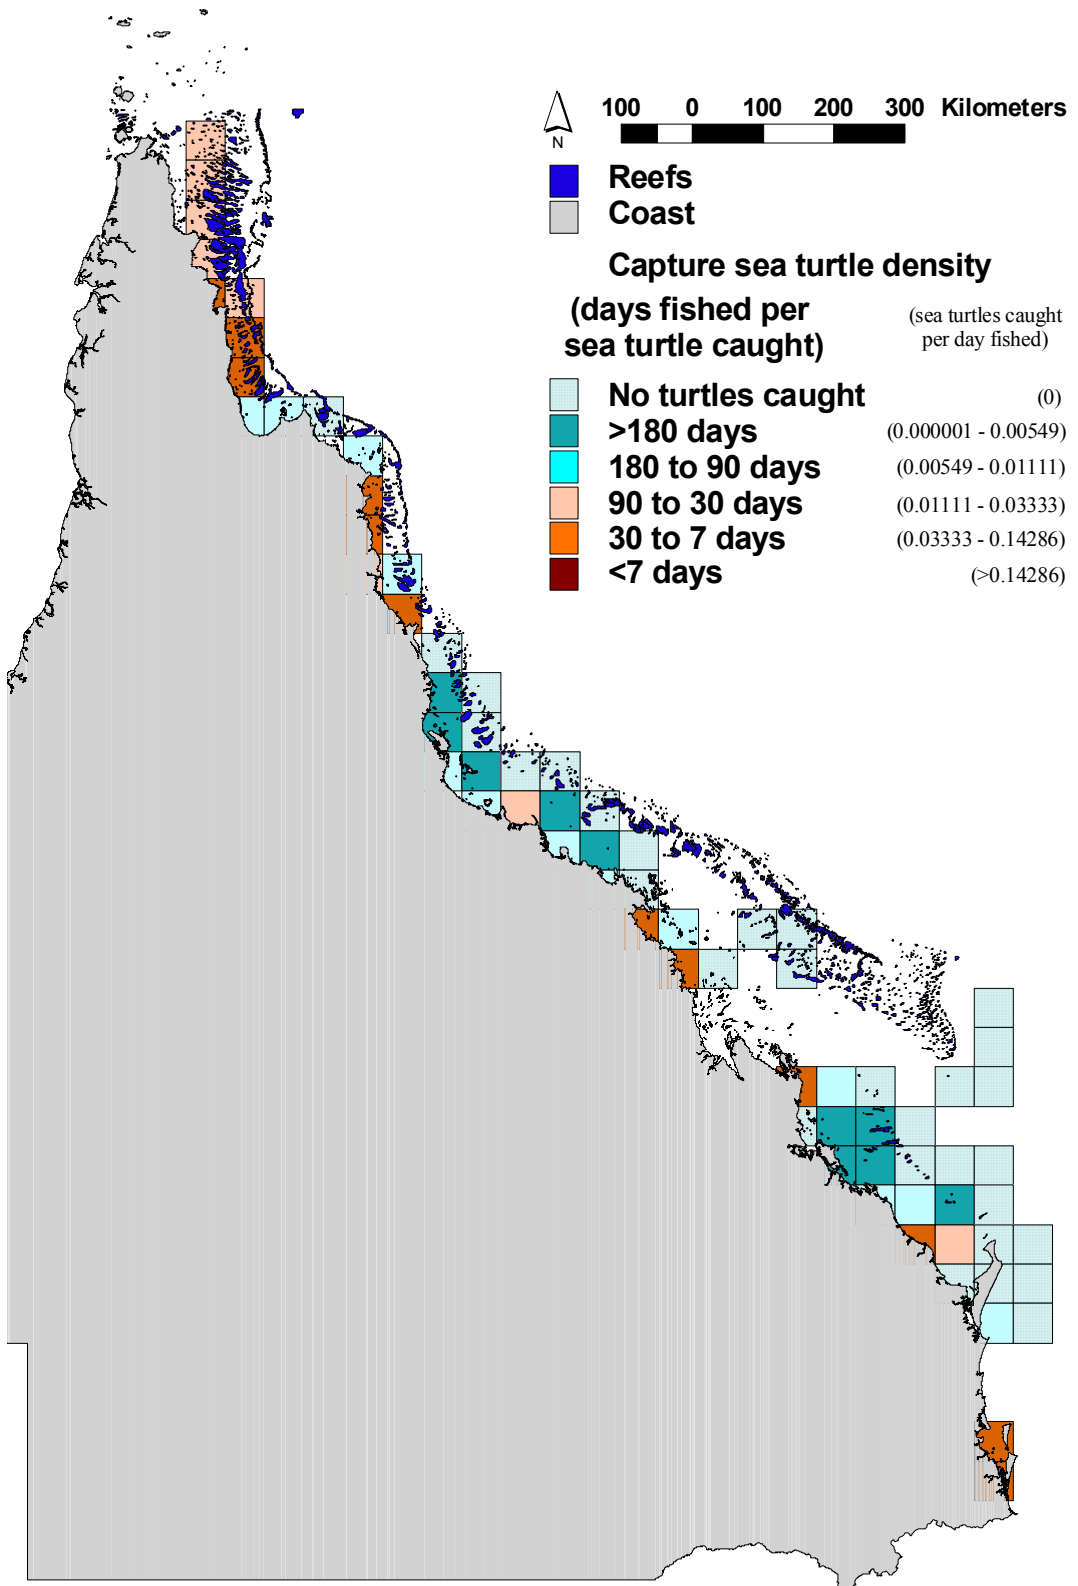 100 0 100 200 300 Kilometers
N
Reefs
Coast
Capture sea turtle density
(days fished per
sea turtle caught)
(sea turtles caught
per day fished)
No turtles caught (0)
>180 days (0.000001 - 0.00549)
180 to 90 days (0.00549 - 0.01111)
90 to 30 days (0.01111 - 0.03333)
30 to 7 days (0.03333 - 0.14286)
<7 days (>0.14286)